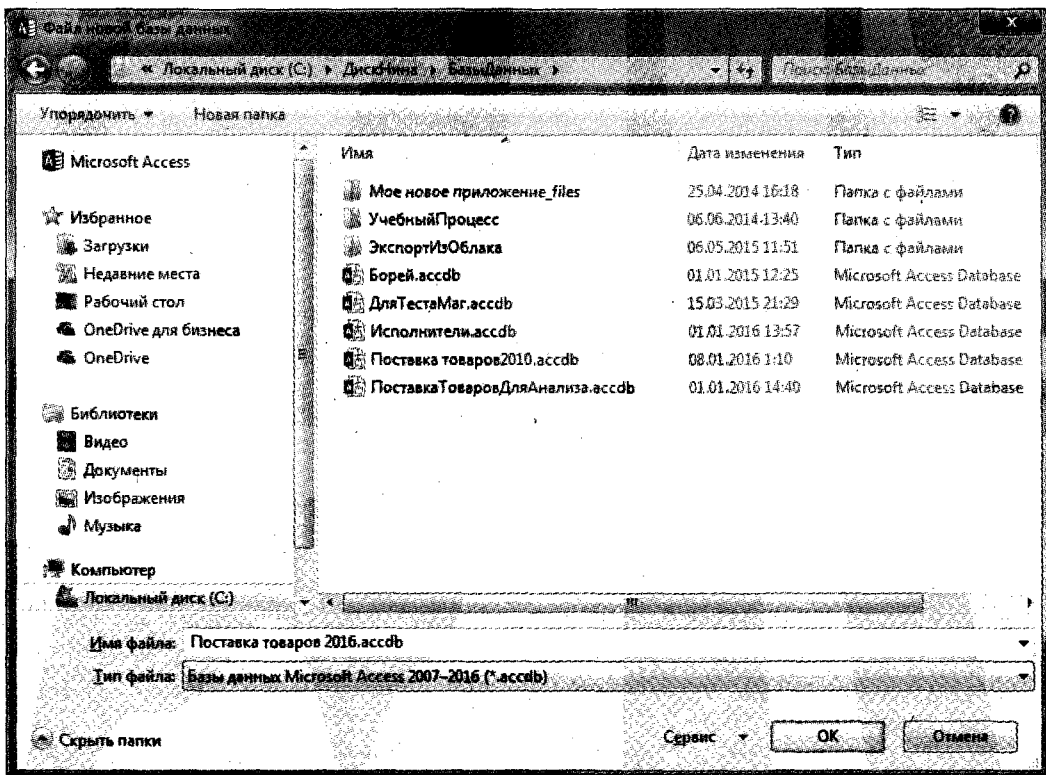 Файл новой базы данных
« Локальный диск (C:) ▸ ДискНина ▸ БазыДанных ▸ Поиск: БазыДанных
Упорядочить ▾ Новая папка
Microsoft Access
Избранное
Загрузки
Недавние места
Рабочий стол
OneDrive для бизнеса
OneDrive
Библиотеки
Видео
Документы
Изображения
Музыка
Компьютер
Локальный диск (C:)
Имя Дата изменения Тип
Мое новое приложение_files 25.04.2014 16:18 Папка с файлами
УчебныйПроцесс 06.06.2014 13:40 Папка с файлами
ЭкспортИзОблака 06.05.2015 11:51 Папка с файлами
Борей.accdb 01.01.2015 12:25 Microsoft Access Database
ДляТестаМаг.accdb 15.03.2015 21:29 Microsoft Access Database
Исполнители.accdb 01.01.2016 13:57 Microsoft Access Database
Поставка товаров2010.accdb 08.01.2016 1:10 Microsoft Access Database
ПоставкаТоваровДляАнализа.accdb 01.01.2016 14:40 Microsoft Access Database
Имя файла: Поставка товаров 2016.accdb
Тип файла: Базы данных Microsoft Access 2007–2016 (*.accdb)
Скрыть папки Сервис ▾ OK Отмена